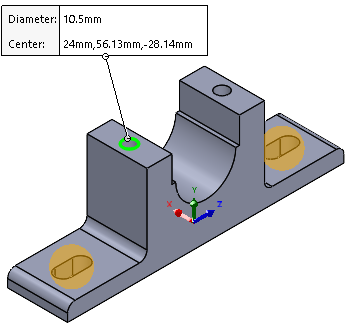 Diameter: 10.5mm
Center: 24mm,56.13mm,-28.14mm
Y
X
Z